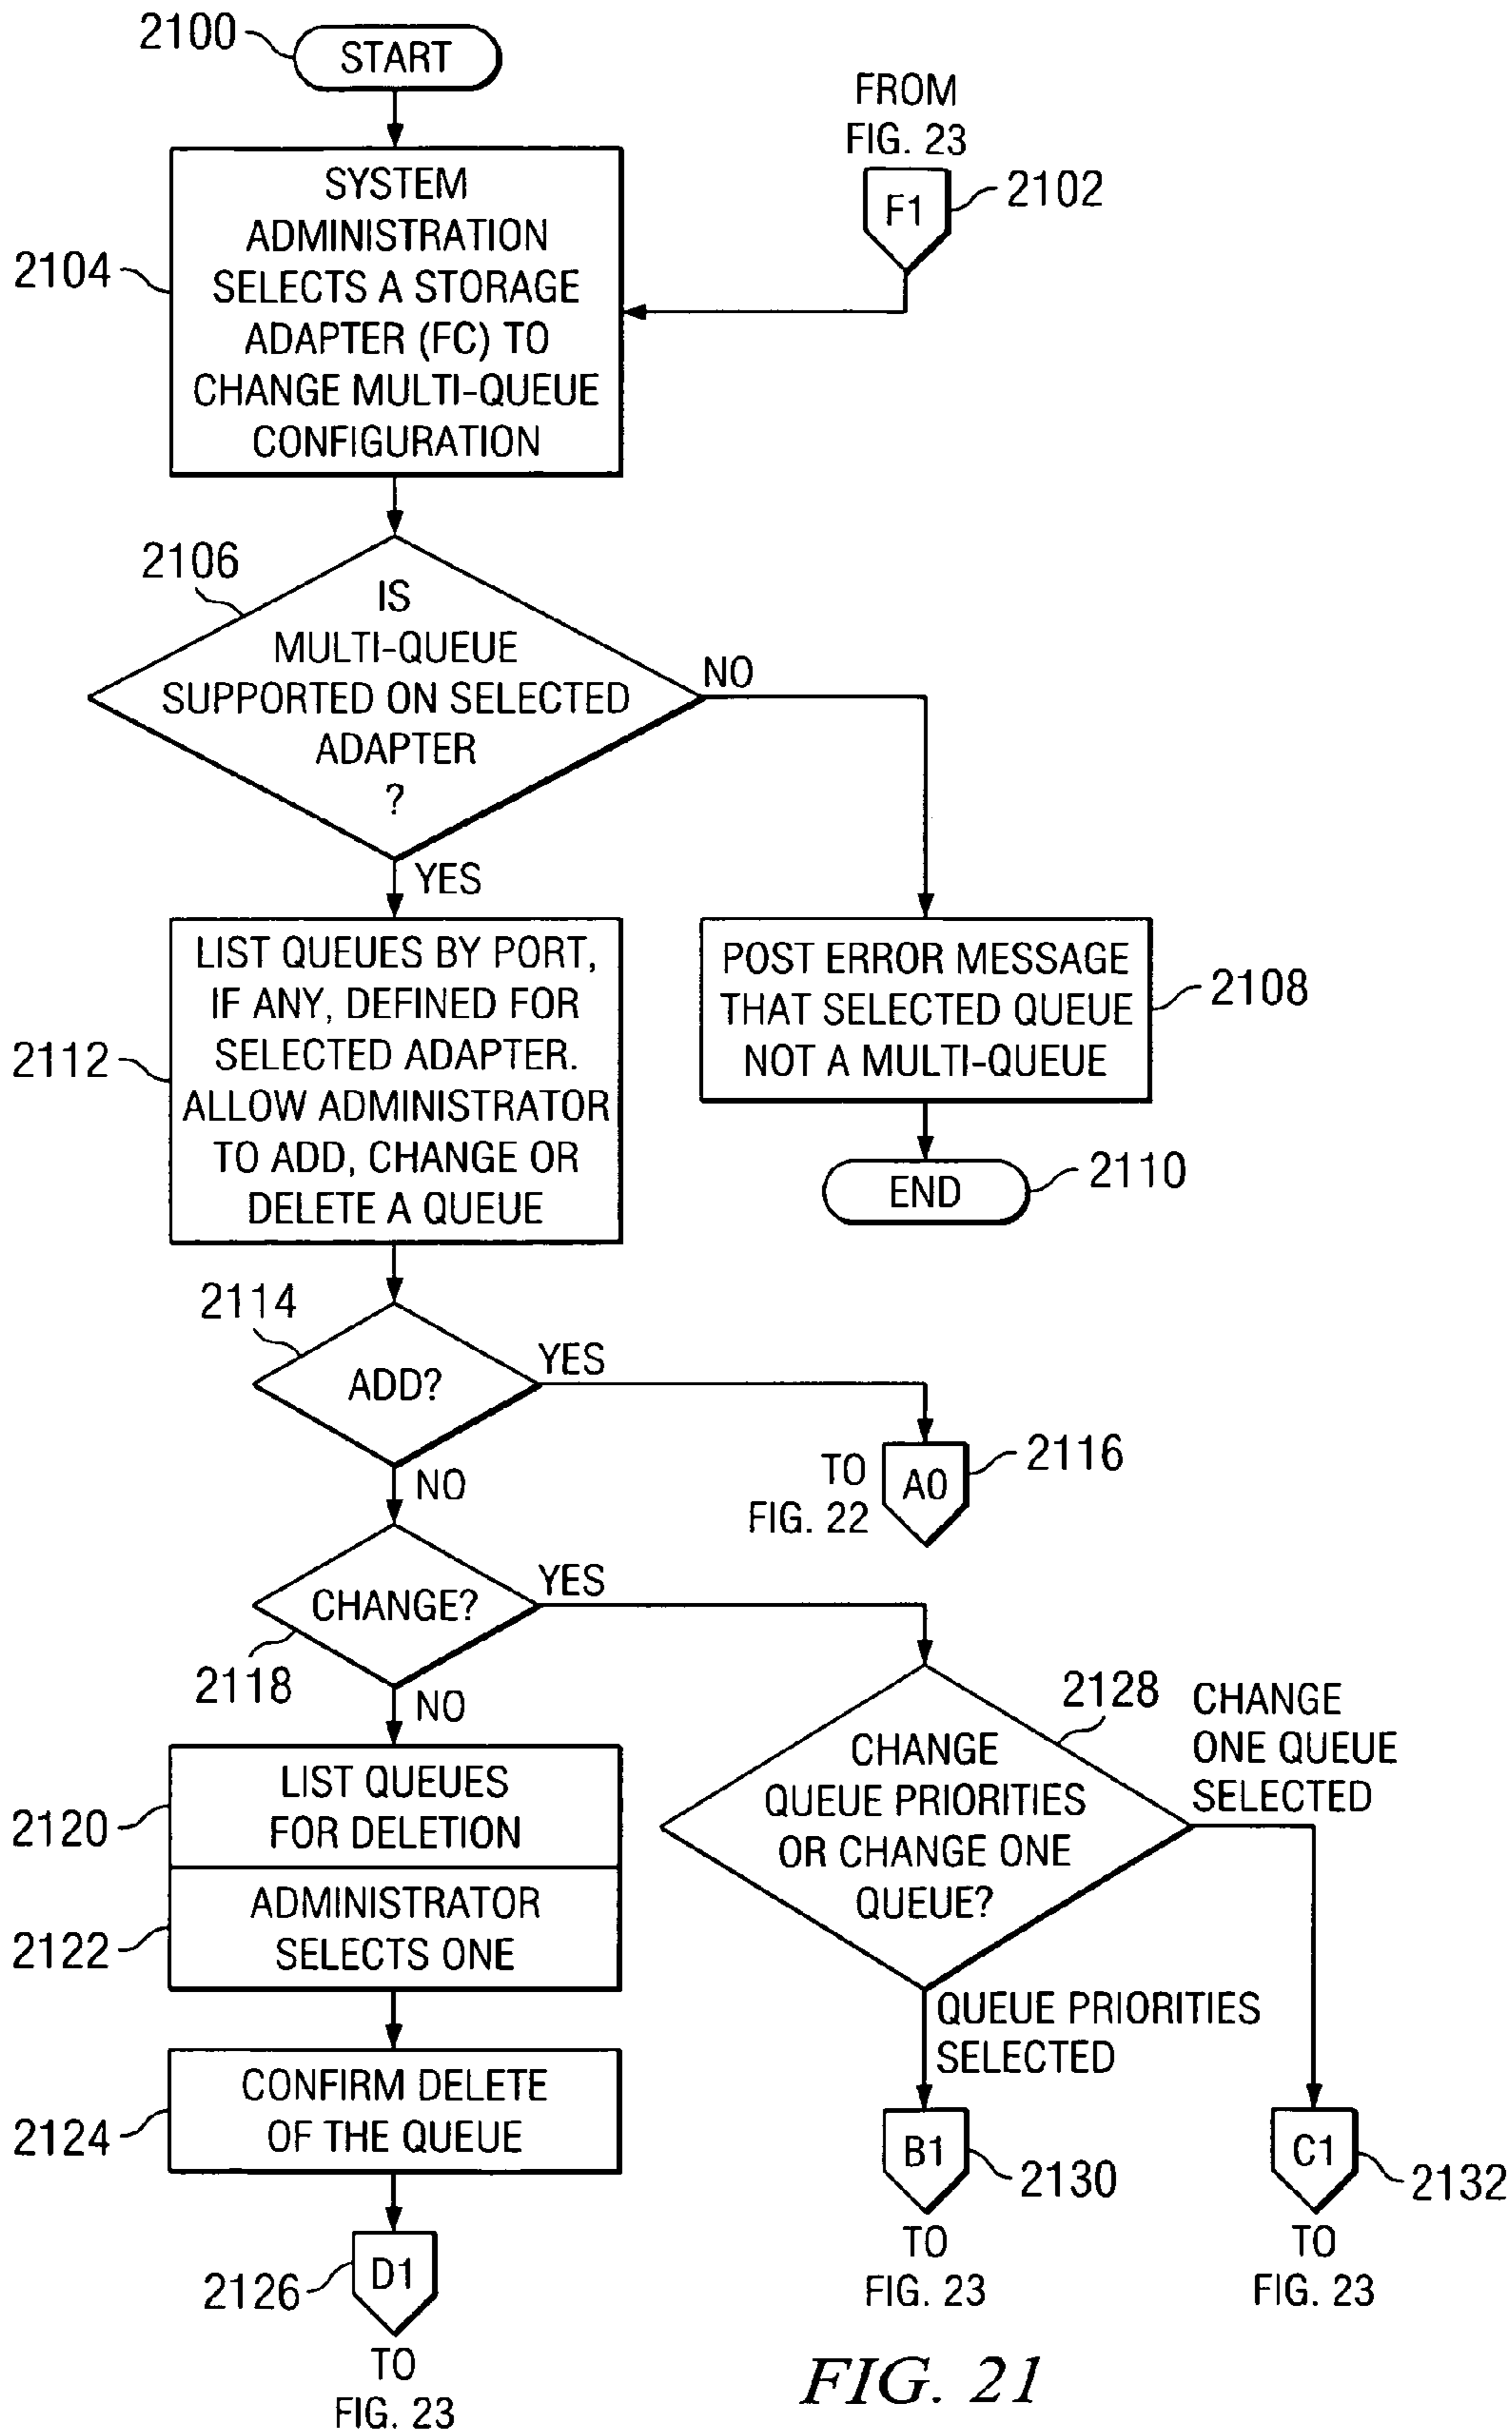 2100
START
FROM
FIG. 23
F1
2102
2104
SYSTEM
ADMINISTRATION
SELECTS A STORAGE
ADAPTER (FC) TO
CHANGE MULTI-QUEUE
CONFIGURATION
2106
IS
MULTI-QUEUE
SUPPORTED ON SELECTED
ADAPTER
?
NO
YES
2112
LIST QUEUES BY PORT,
IF ANY, DEFINED FOR
SELECTED ADAPTER.
ALLOW ADMINISTRATOR
TO ADD, CHANGE OR
DELETE A QUEUE
POST ERROR MESSAGE
THAT SELECTED QUEUE
NOT A MULTI-QUEUE
2108
END
2110
2114
ADD?
YES
NO
TO
FIG. 22
A0
2116
CHANGE?
YES
2118
NO
2128
CHANGE
QUEUE PRIORITIES
OR CHANGE ONE
QUEUE?
CHANGE
ONE QUEUE
SELECTED
2120
LIST QUEUES
FOR DELETION
2122
ADMINISTRATOR
SELECTS ONE
QUEUE PRIORITIES
SELECTED
2124
CONFIRM DELETE
OF THE QUEUE
B1
2130
TO
FIG. 23
C1
2132
TO
FIG. 23
2126
D1
TO
FIG. 23
FIG. 21